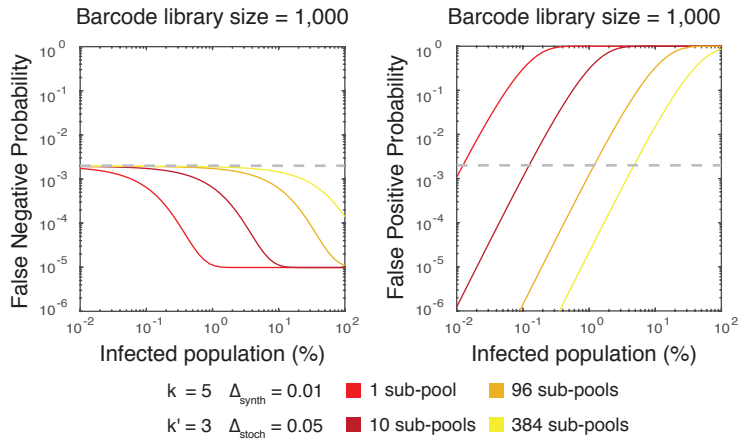 Barcode library size = 1,000
False Negative Probability
10^0
10^-1
10^-2
10^-3
10^-4
10^-5
10^-6
10^-2 10^-1 10^0 10^1 10^2
Infected population (%)
Barcode library size = 1,000
False Positive Probability
10^0
10^-1
10^-2
10^-3
10^-4
10^-5
10^-6
10^-2 10^-1 10^0 10^1 10^2
Infected population (%)
k = 5 Δsynth = 0.01 1 sub-pool 96 sub-pools
k' = 3 Δstoch = 0.05 10 sub-pools 384 sub-pools